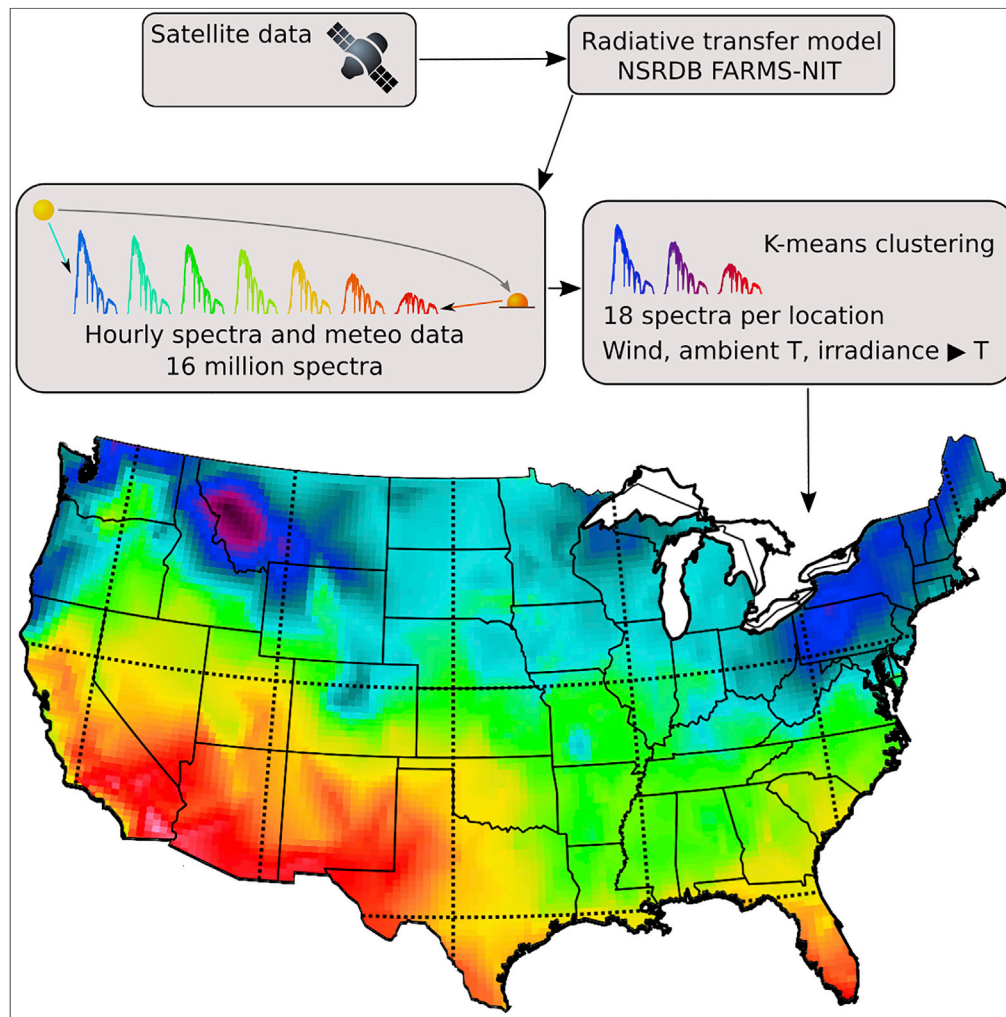 Satellite data
Radiative transfer model
NSRDB FARMS-NIT
Hourly spectra and meteo data
16 million spectra
K-means clustering
18 spectra per location
Wind, ambient T, irradiance ▶ T